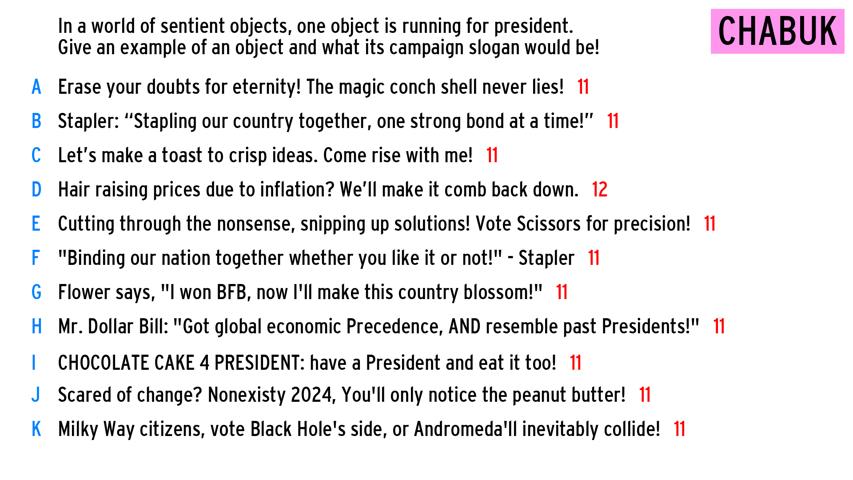 In a world of sentient objects, one object is running for president.
Give an example of an object and what its campaign slogan would be!
CHABUK
A Erase your doubts for eternity! The magic conch shell never lies! 11
B Stapler: “Stapling our country together, one strong bond at a time!” 11
C Let’s make a toast to crisp ideas. Come rise with me! 11
D Hair raising prices due to inflation? We’ll make it comb back down. 12
E Cutting through the nonsense, snipping up solutions! Vote Scissors for precision! 11
F "Binding our nation together whether you like it or not!" - Stapler 11
G Flower says, "I won BFB, now I'll make this country blossom!" 11
H Mr. Dollar Bill: "Got global economic Precedence, AND resemble past Presidents!" 11
I CHOCOLATE CAKE 4 PRESIDENT: have a President and eat it too! 11
J Scared of change? Nonexisty 2024, You'll only notice the peanut butter! 11
K Milky Way citizens, vote Black Hole's side, or Andromeda'll inevitably collide! 11